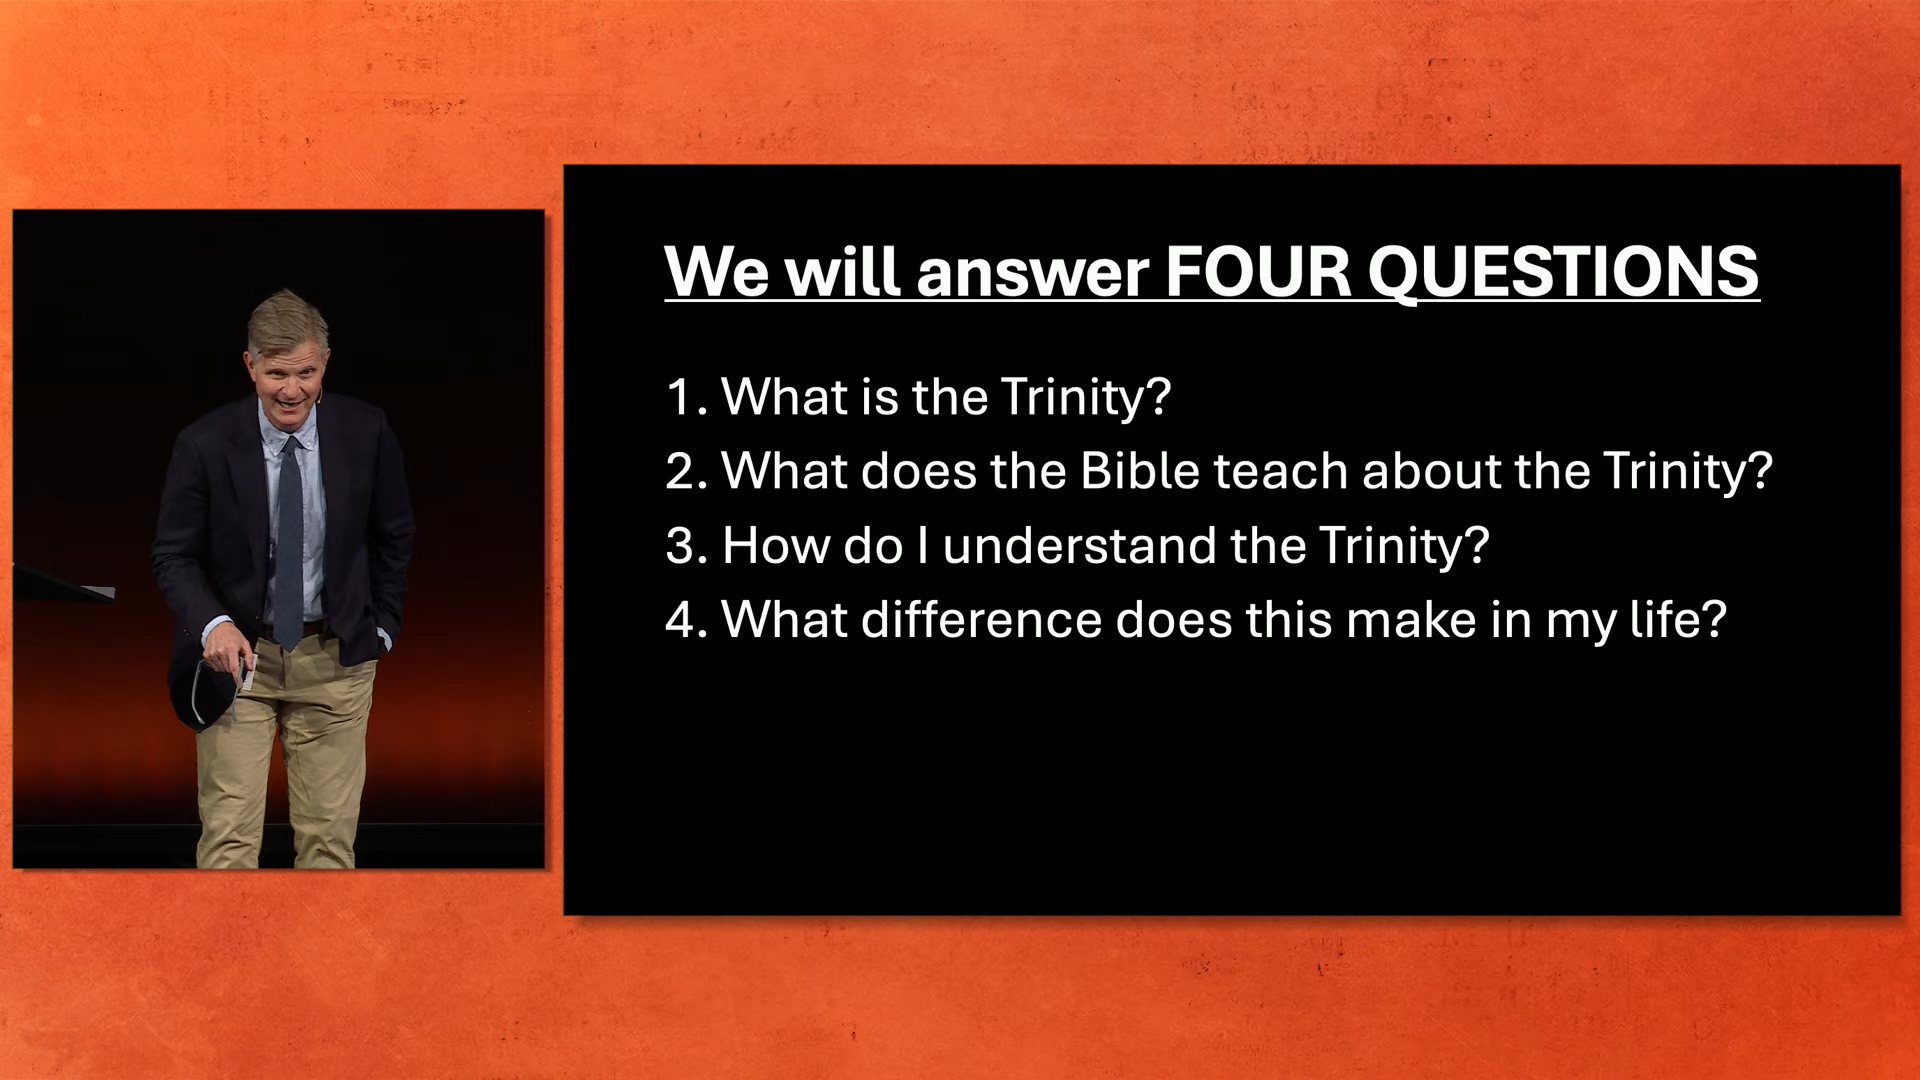 We will answer FOUR QUESTIONS
1. What is the Trinity?
2. What does the Bible teach about the Trinity?
3. How do I understand the Trinity?
4. What difference does this make in my life?